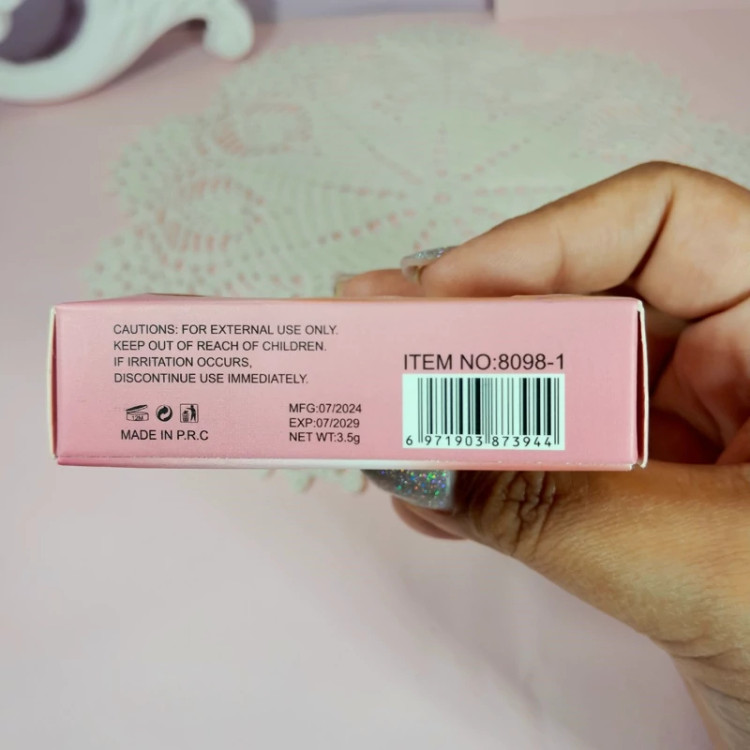 CAUTIONS: FOR EXTERNAL USE ONLY.
KEEP OUT OF REACH OF CHILDREN.
IF IRRITATION OCCURS,
DISCONTINUE USE IMMEDIATELY.
12M
MADE IN P.R.C
MFG:07/2024
EXP:07/2029
NET WT:3.5g
ITEM NO:8098-1
6 971903 873944